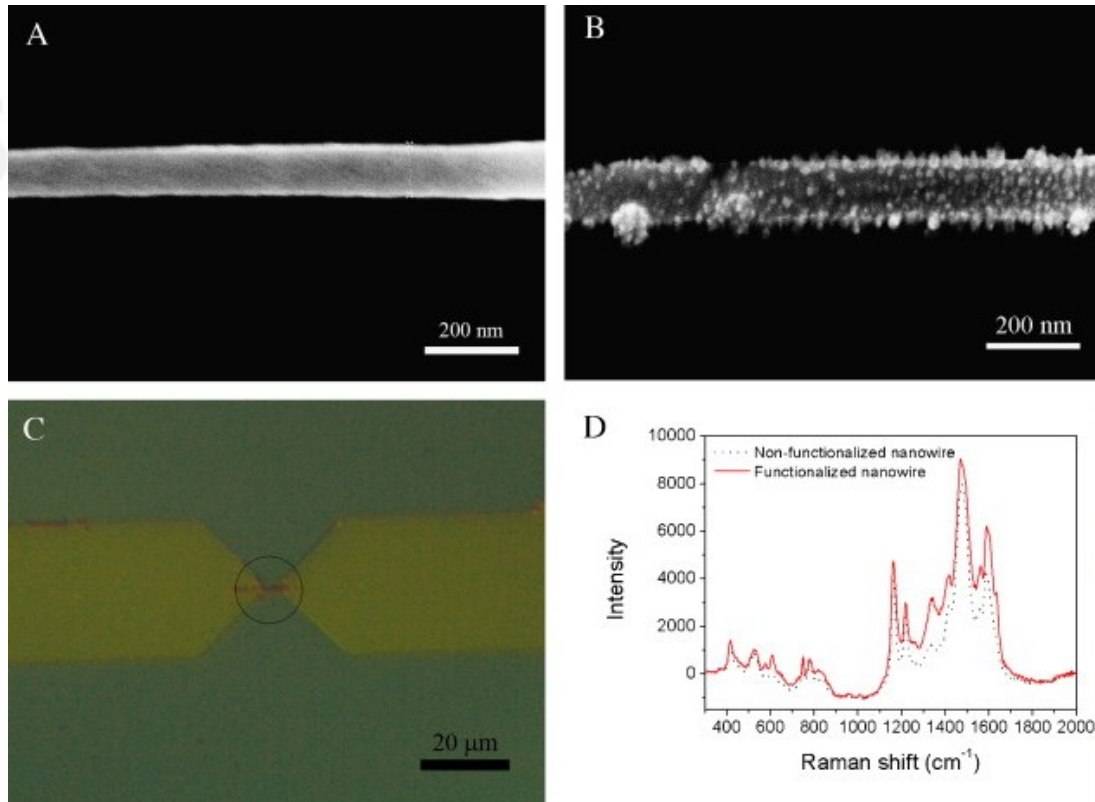 A
200 nm
B
200 nm
C
20 μm
D
10000
8000
6000
4000
2000
0
Intensity
Non-functionalized nanowire
Functionalized nanowire
400 600 800 1000 1200 1400 1600 1800 2000
Raman shift (cm⁻¹)